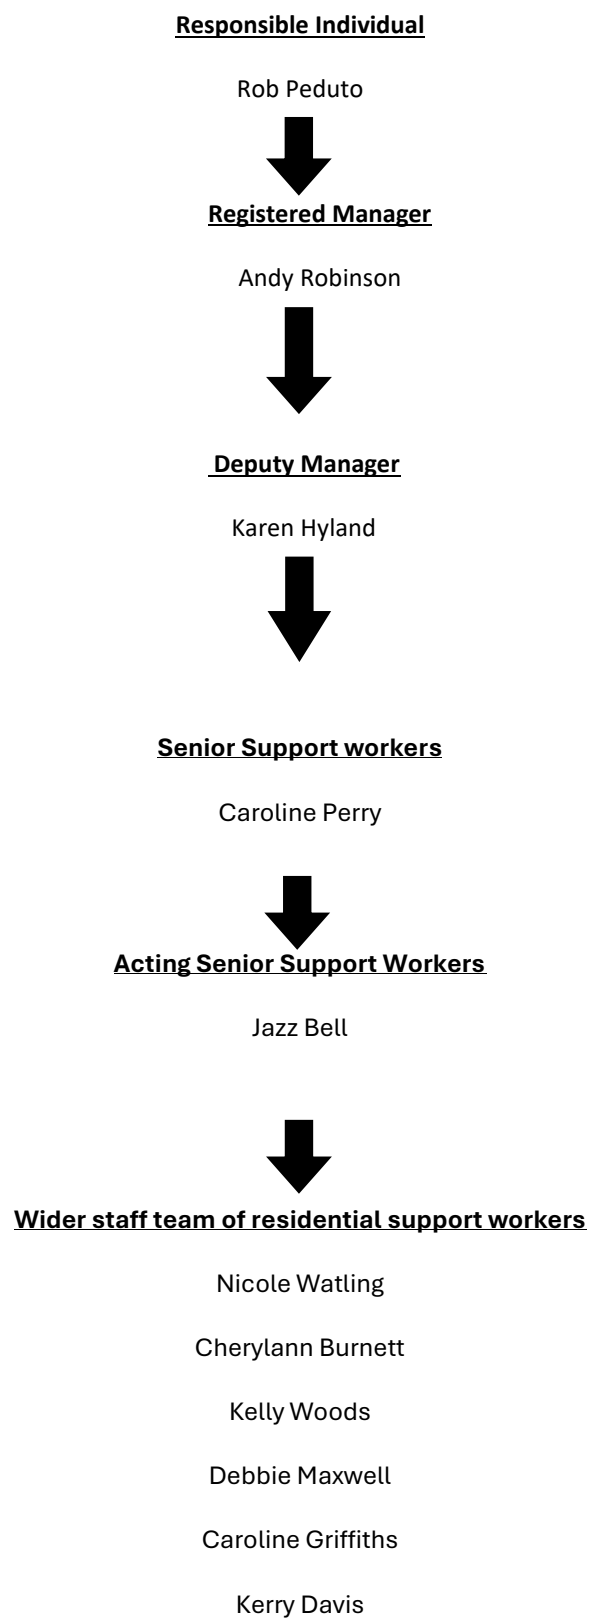 Responsible Individual
Rob Peduto
Registered Manager
Andy Robinson
Deputy Manager
Karen Hyland
Senior Support workers
Caroline Perry
Acting Senior Support Workers
Jazz Bell
Wider staff team of residential support workers
Nicole Watling
Cherylann Burnett
Kelly Woods
Debbie Maxwell
Caroline Griffiths
Kerry Davis